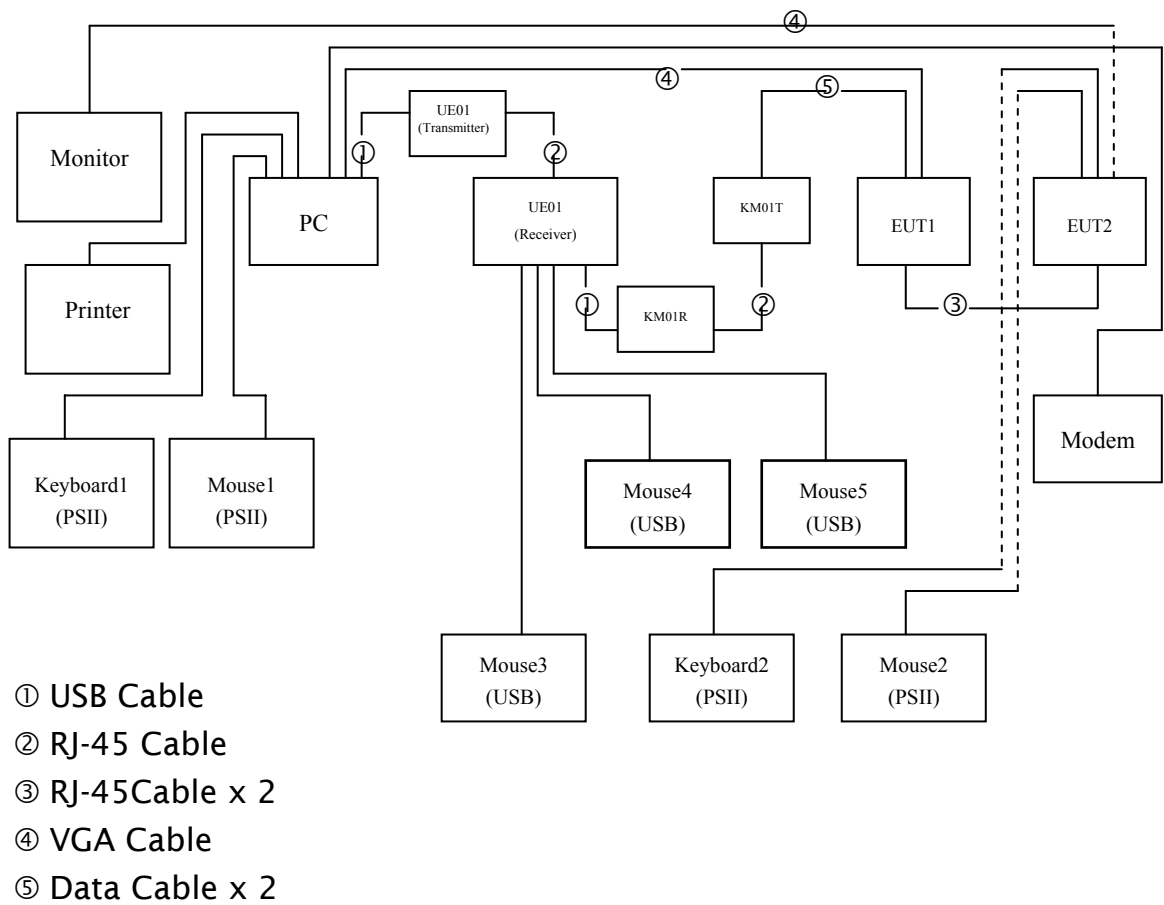 ④
④
⑤
UE01
(Transmitter)
①
②
Monitor
PC
UE01
(Receiver)
KM01T
EUT1
EUT2
Printer
①
KM01R
②
③
Modem
Keyboard1
(PSII)
Mouse1
(PSII)
Mouse4
(USB)
Mouse5
(USB)
Mouse3
(USB)
Keyboard2
(PSII)
Mouse2
(PSII)
① USB Cable
② RJ-45 Cable
③ RJ-45Cable x 2
④ VGA Cable
⑤ Data Cable x 2